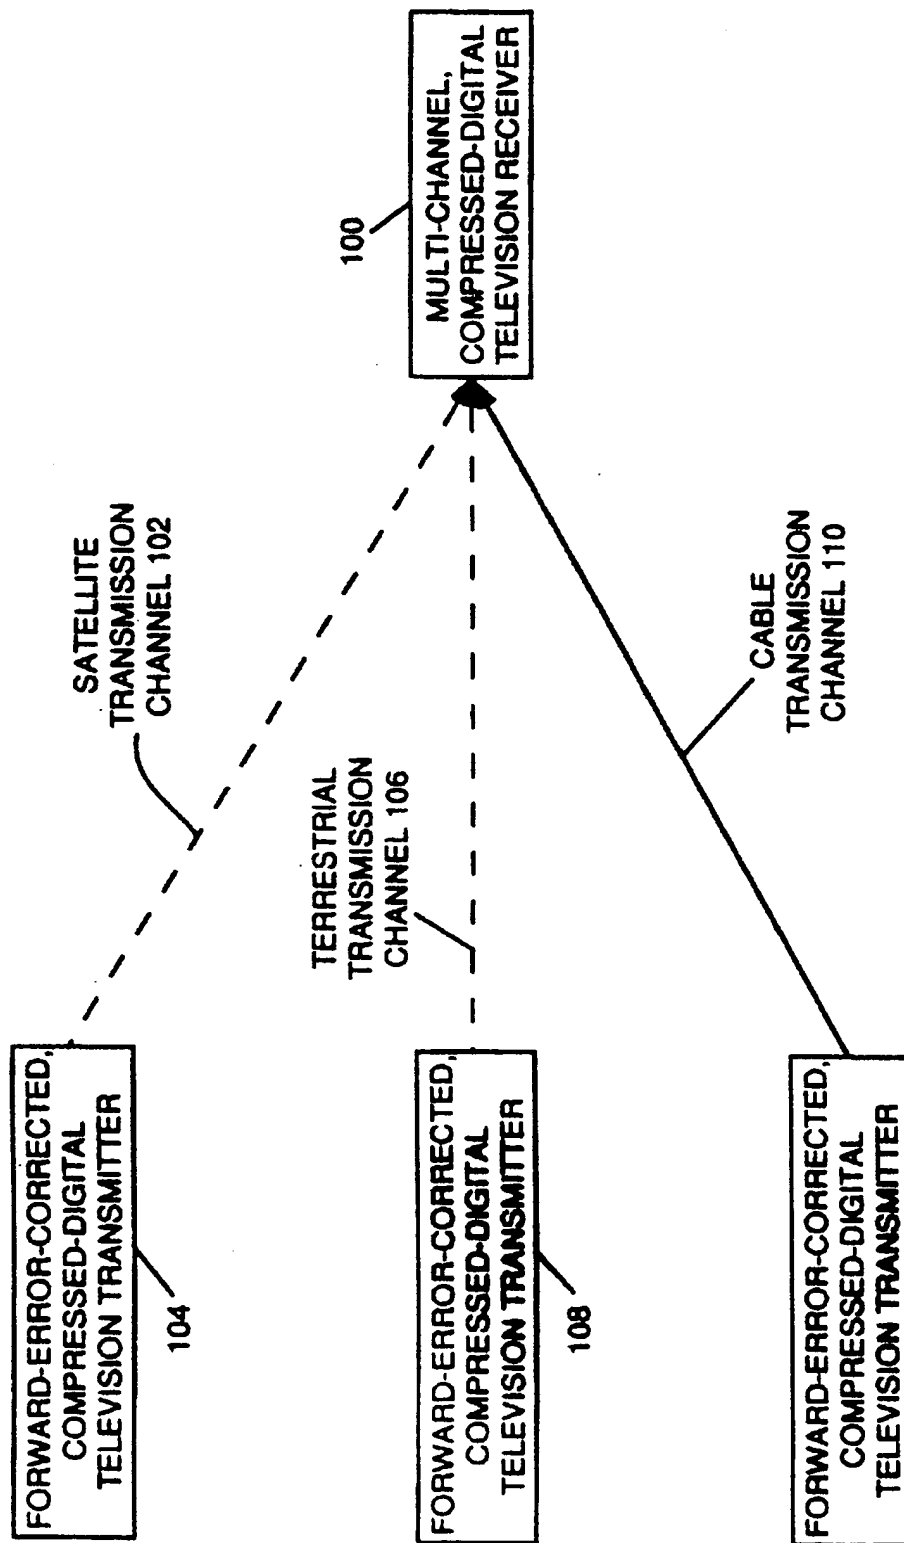 FORWARD-ERROR-CORRECTED,
COMPRESSED-DIGITAL
TELEVISION TRANSMITTER
104
SATELLITE
TRANSMISSION
CHANNEL 102
FORWARD-ERROR-CORRECTED,
COMPRESSED-DIGITAL
TELEVISION TRANSMITTER
108
TERRESTRIAL
TRANSMISSION
CHANNEL 106
100
MULTI-CHANNEL,
COMPRESSED-DIGITAL
TELEVISION RECEIVER
FORWARD-ERROR-CORRECTED,
COMPRESSED-DIGITAL
TELEVISION TRANSMITTER
CABLE
TRANSMISSION
CHANNEL 110